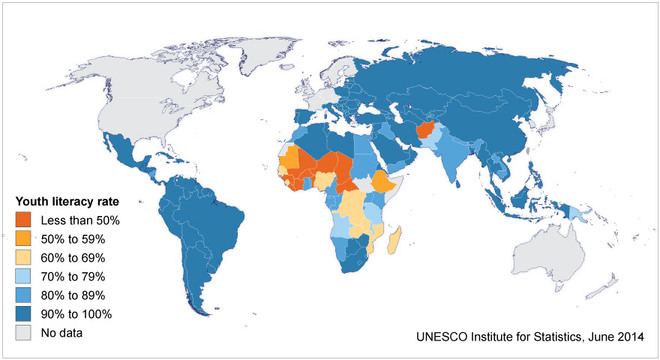 Youth literacy rate
Less than 50%
50% to 59%
60% to 69%
70% to 79%
80% to 89%
90% to 100%
No data
UNESCO Institute for Statistics, June 2014